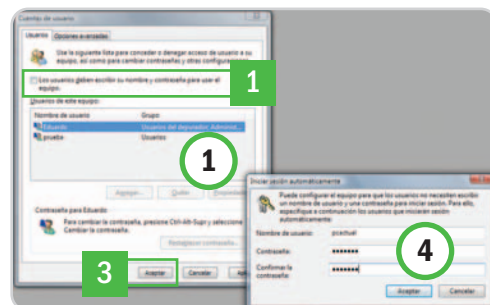 Cuentas de usuario
Usuarios
Opciones avanzadas
Use la siguiente lista para conceder o denegar acceso de usuario a su
equipo, así como para cambiar contraseñas y otras configuraciones.
Los usuarios deben escribir su nombre y contraseña para usar el
equipo.
1
Usuarios de este equipo:
Nombre de usuario
Grupo
Eduardo
Usuarios del depurador; Administ...
prueba
Usuarios
1
Agregar...
Quitar
Propiedades
Contraseña para Eduardo
Para cambiar la contraseña, presione Ctrl-Alt-Supr y seleccione
Cambiar la contraseña.
Restablecer contraseña...
3
Aceptar
Cancelar
Iniciar sesión automáticamente
Puede configurar el equipo para que los usuarios no necesiten escribir
un nombre de usuario y una contraseña para iniciar sesión. Para ello,
especifique a continuación los usuarios que iniciarán sesión
automáticamente:
Nombre de usuario:
pcactual
Contraseña:
•••••••
4
Confirmar la
contraseña:
•••••••
Aceptar
Cancelar